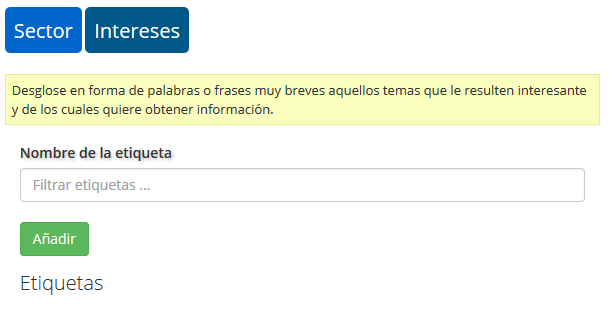 Sector Intereses
Desglose en forma de palabras o frases muy breves aquellos temas que le resulten interesante
y de los cuales quiere obtener información.
Nombre de la etiqueta
Filtrar etiquetas ...
Añadir
Etiquetas